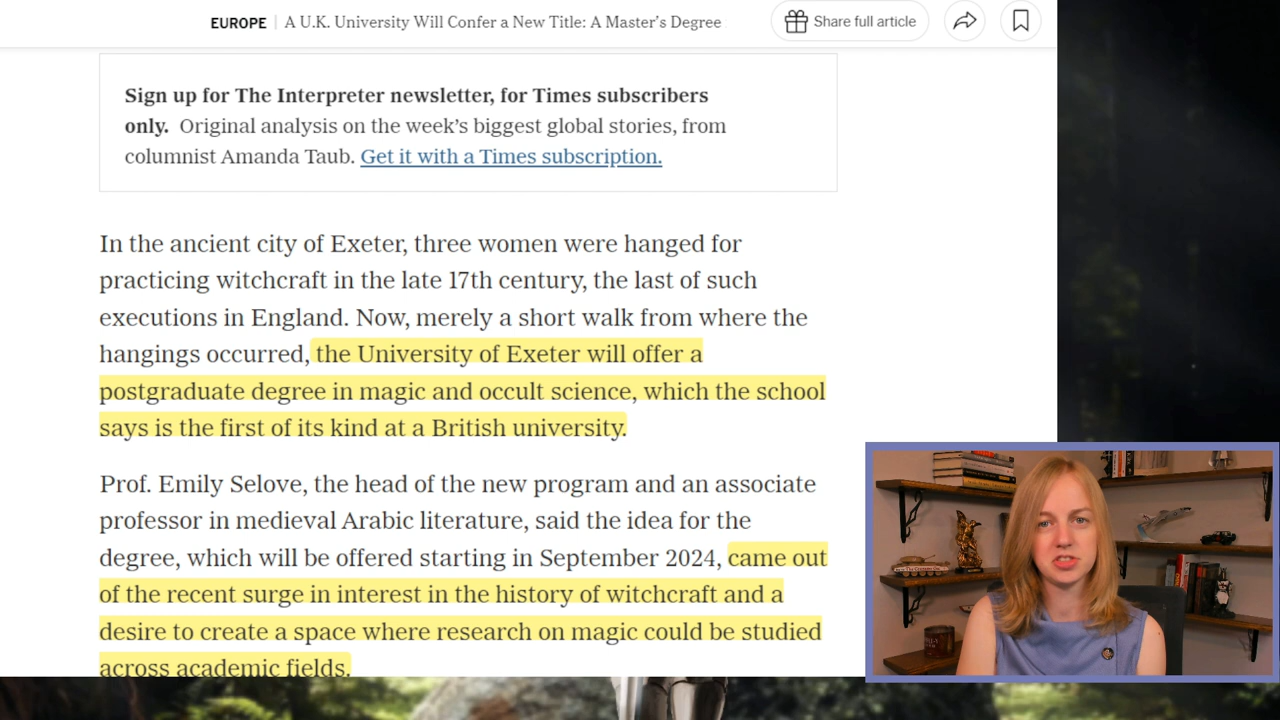 EUROPE | A U.K. University Will Confer a New Title: A Master's Degree
Share full article
Sign up for The Interpreter newsletter, for Times subscribers
only. Original analysis on the week's biggest global stories, from
columnist Amanda Taub. Get it with a Times subscription.
In the ancient city of Exeter, three women were hanged for
practicing witchcraft in the late 17th century, the last of such
executions in England. Now, merely a short walk from where the
hangings occurred, the University of Exeter will offer a
postgraduate degree in magic and occult science, which the school
says is the first of its kind at a British university.
Prof. Emily Selove, the head of the new program and an associate
professor in medieval Arabic literature, said the idea for the
degree, which will be offered starting in September 2024, came out
of the recent surge in interest in the history of witchcraft and a
desire to create a space where research on magic could be studied
across academic fields.